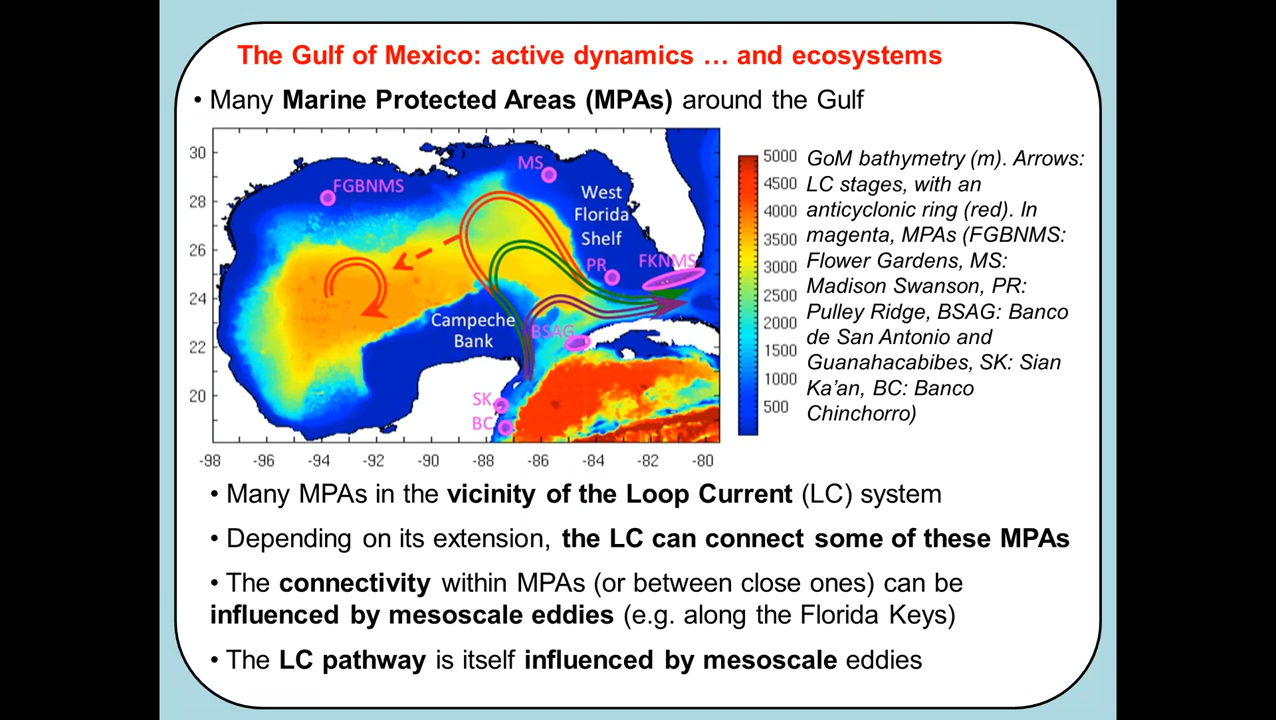 The Gulf of Mexico: active dynamics … and ecosystems
• Many Marine Protected Areas (MPAs) around the Gulf
30
28
26
24
22
20
-98
-96
-94
-92
-90
-88
-86
-84
-82
-80
FGBNMS
MS
West
Florida
Shelf
PR
FKNMS
Campeche
Bank
BSAG
SK
BC
5000
4500
4000
3500
3000
2500
2000
1500
1000
500
GoM bathymetry (m). Arrows:
LC stages, with an
anticyclonic ring (red). In
magenta, MPAs (FGBNMS:
Flower Gardens, MS:
Madison Swanson, PR:
Pulley Ridge, BSAG: Banco
de San Antonio and
Guanahacabibes, SK: Sian
Ka’an, BC: Banco
Chinchorro)
• Many MPAs in the vicinity of the Loop Current (LC) system
• Depending on its extension, the LC can connect some of these MPAs
• The connectivity within MPAs (or between close ones) can be
influenced by mesoscale eddies (e.g. along the Florida Keys)
• The LC pathway is itself influenced by mesoscale eddies